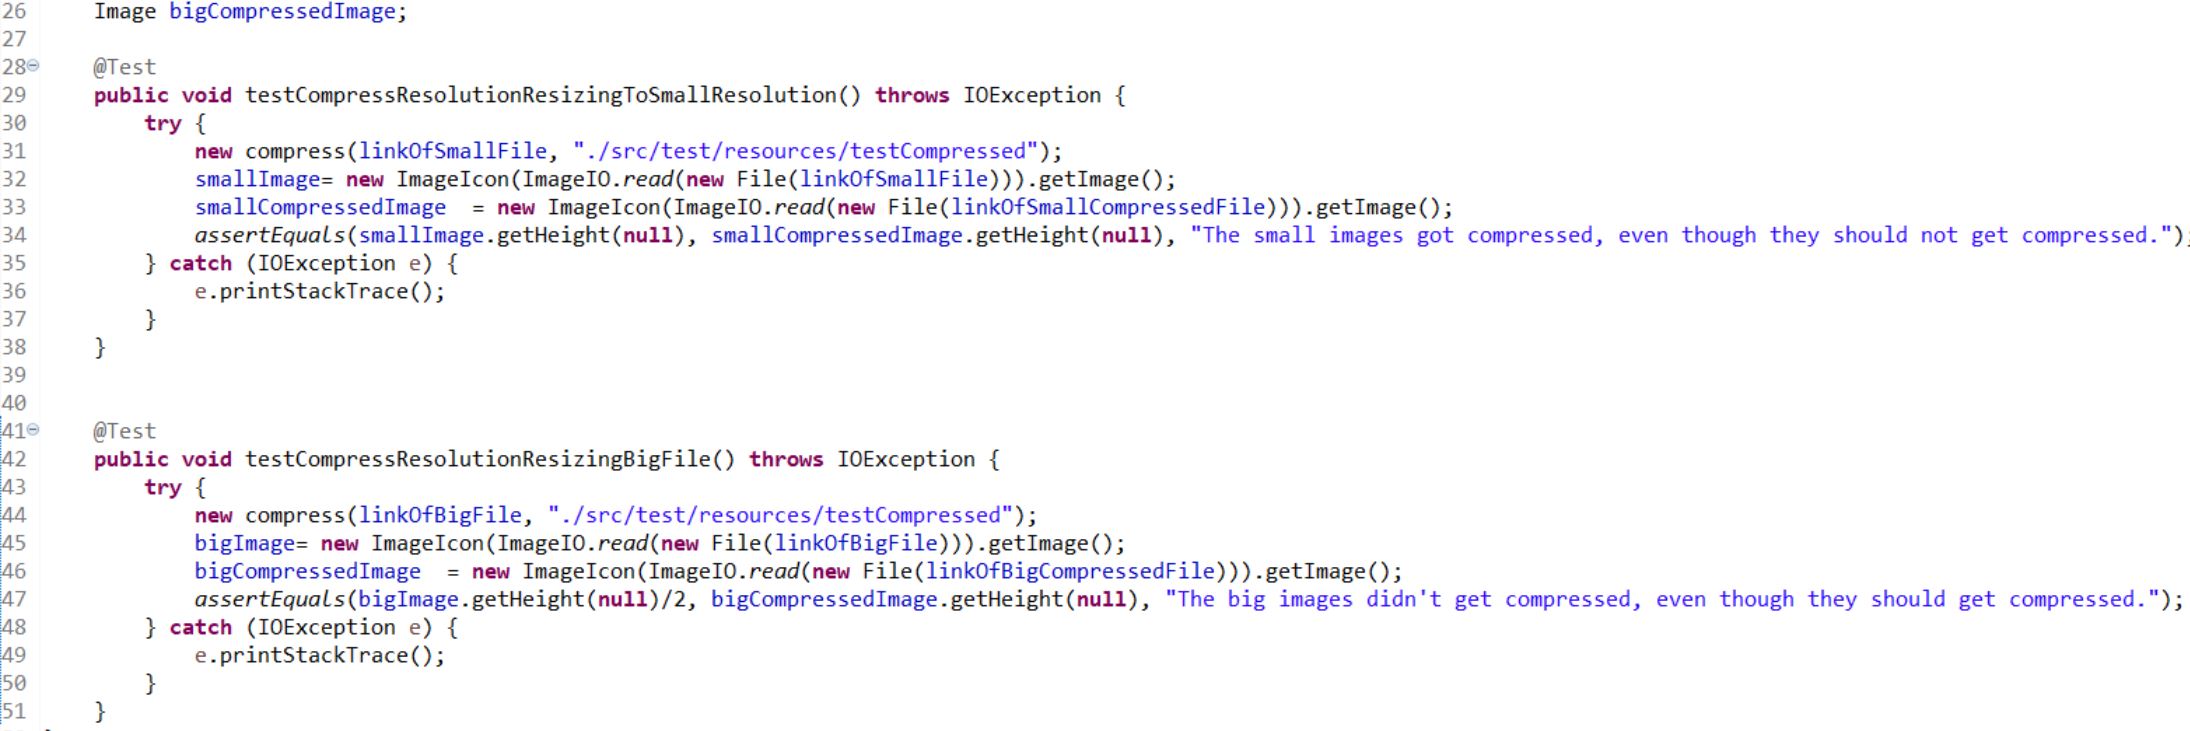 26 Image bigCompressedImage;
27
28 @Test
29 public void testCompressResolutionResizingToSmallResolution() throws IOException {
30 try {
31 new compress(linkOfSmallFile, "./src/test/resources/testCompressed");
32 smallImage= new ImageIcon(ImageIO.read(new File(linkOfSmallFile))).getImage();
33 smallCompressedImage  = new ImageIcon(ImageIO.read(new File(linkOfSmallCompressedFile))).getImage();
34 assertEquals(smallImage.getHeight(null), smallCompressedImage.getHeight(null), "The small images got compressed, even though they should not get compressed.");
35 } catch (IOException e) {
36 e.printStackTrace();
37 }
38 }
39
40
41 @Test
42 public void testCompressResolutionResizingBigFile() throws IOException {
43 try {
44 new compress(linkOfBigFile, "./src/test/resources/testCompressed");
45 bigImage= new ImageIcon(ImageIO.read(new File(linkOfBigFile))).getImage();
46 bigCompressedImage  = new ImageIcon(ImageIO.read(new File(linkOfBigCompressedFile))).getImage();
47 assertEquals(bigImage.getHeight(null)/2, bigCompressedImage.getHeight(null), "The big images didn't get compressed, even though they should get compressed.");
48 } catch (IOException e) {
49 e.printStackTrace();
50 }
51 }